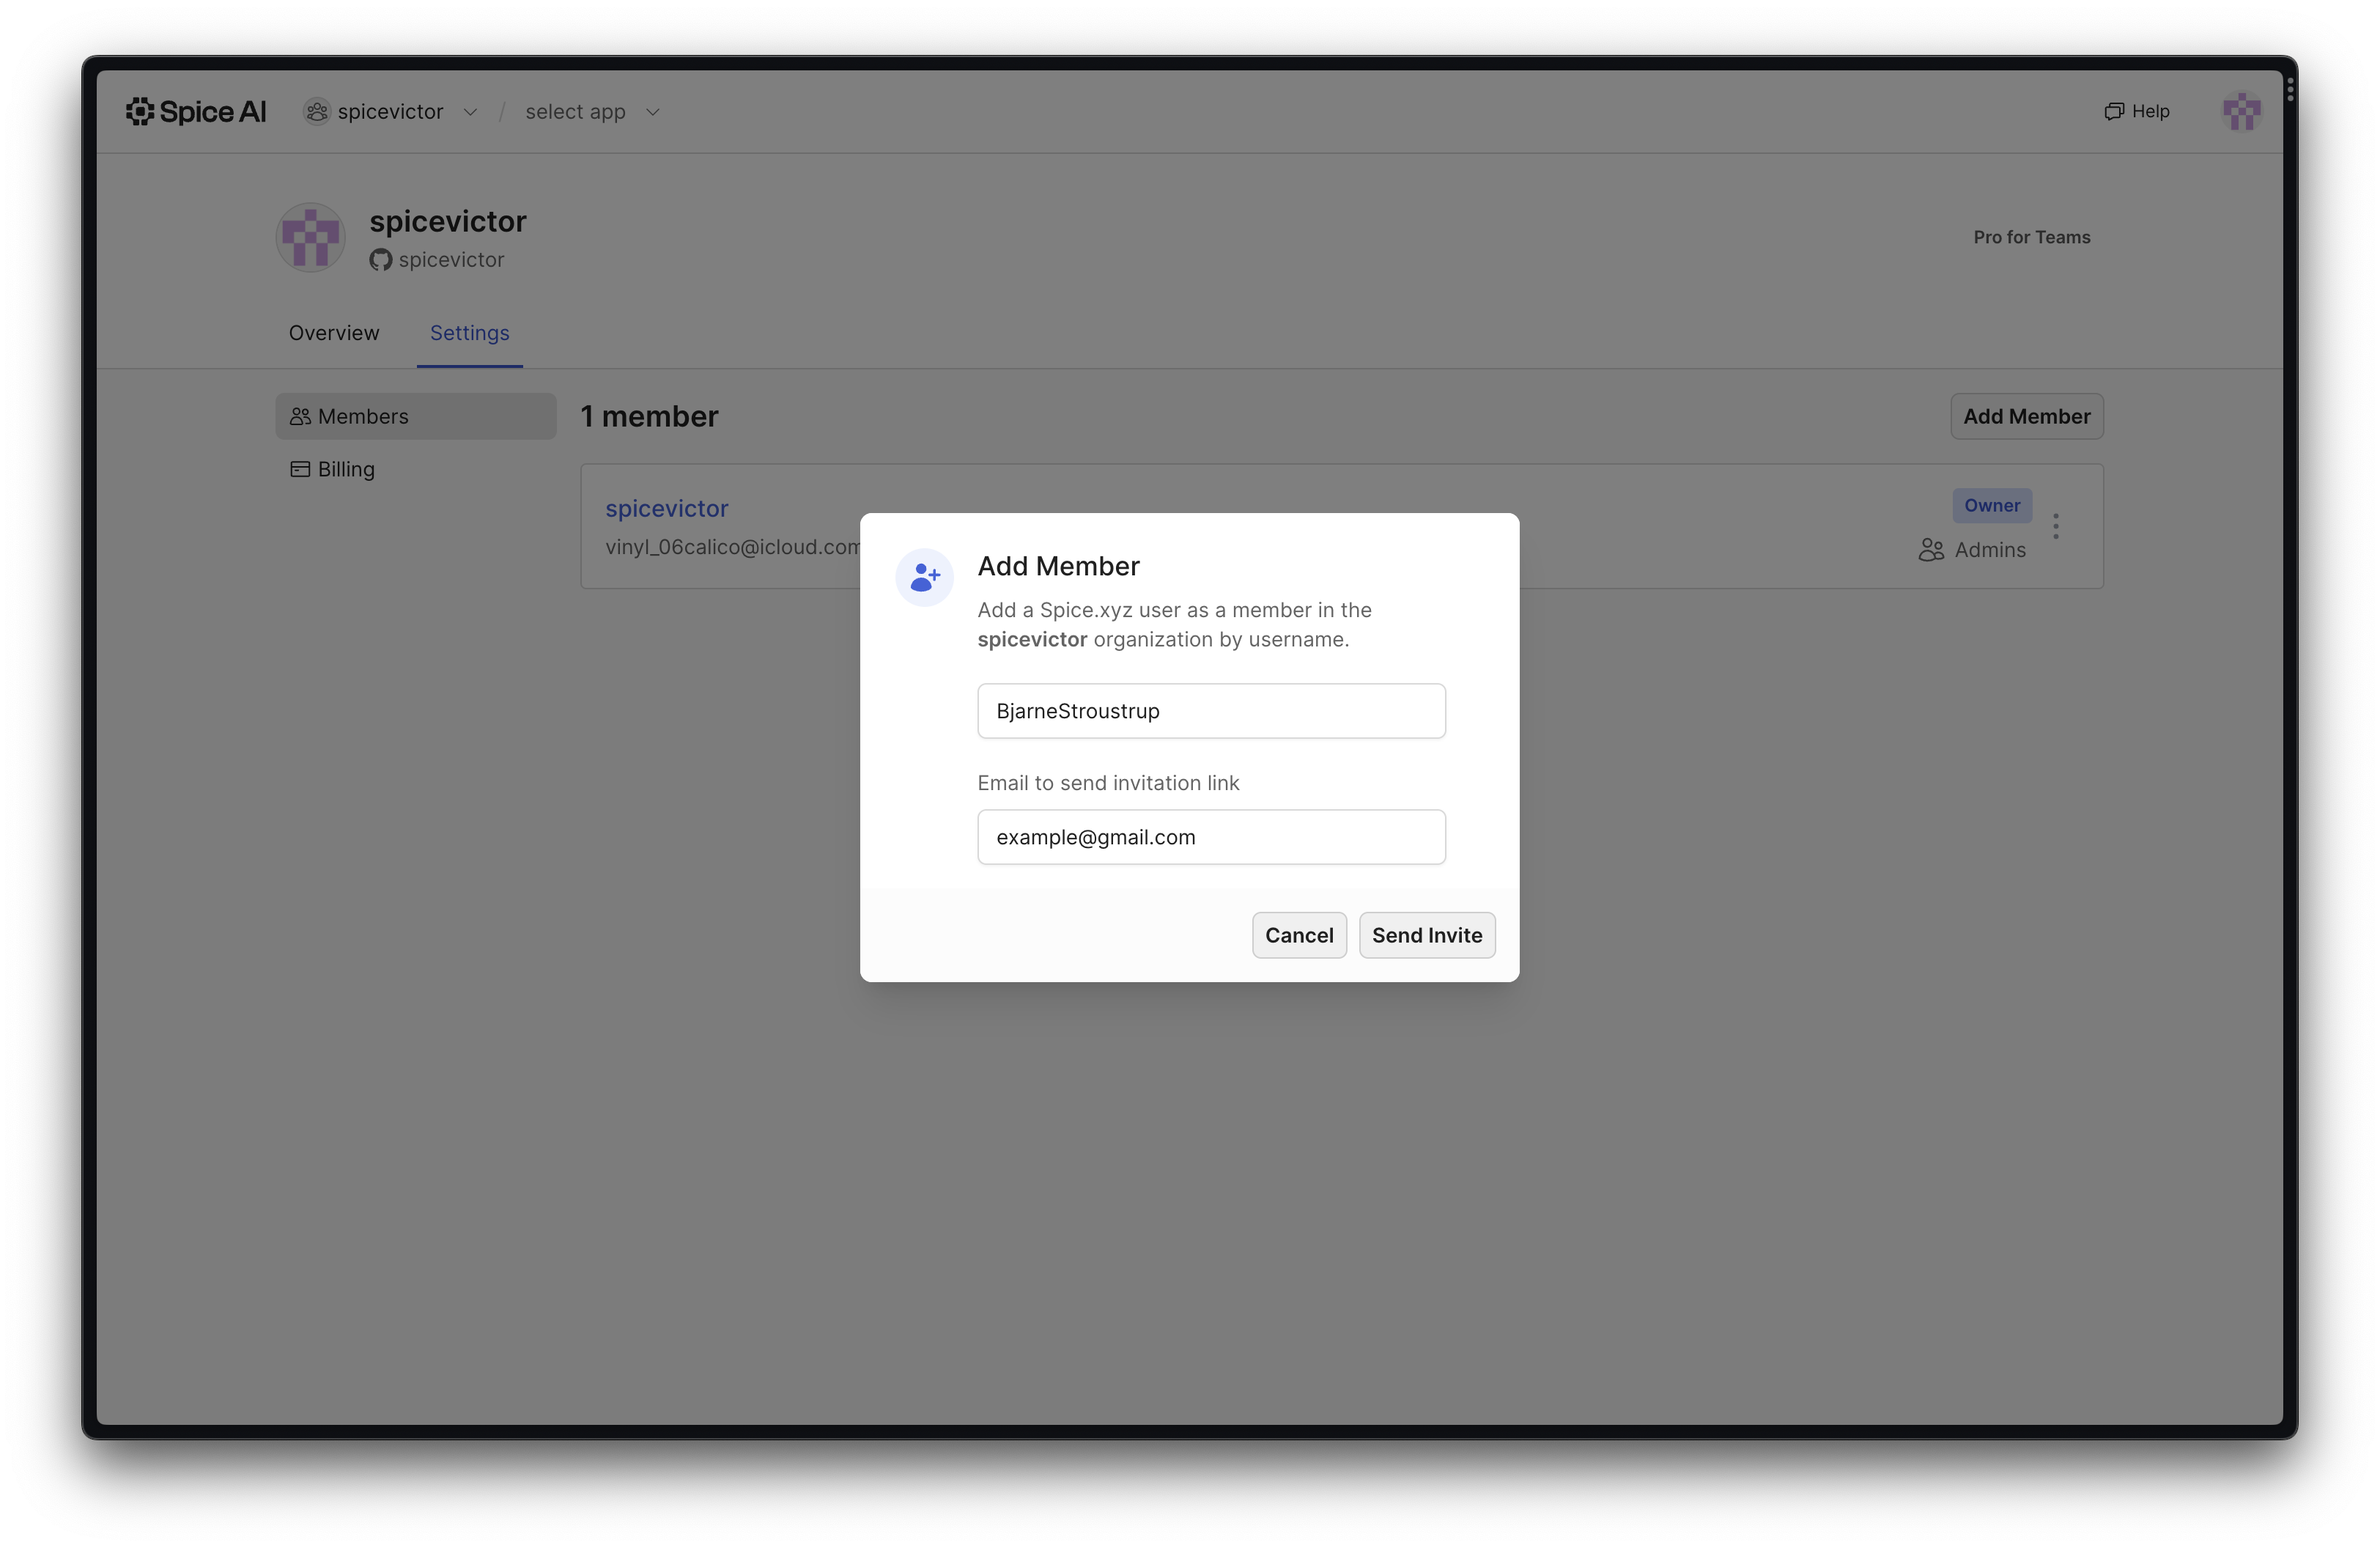 Spice AI spicevictor / select app Help
spicevictor
spicevictor
Pro for Teams
Overview Settings
Members
Billing
1 member
Add Member
spicevictor
vinyl_06calico@icloud.com
Owner
Admins
Add Member
Add a Spice.xyz user as a member in the
spicevictor organization by username.
BjarneStroustrup
Email to send invitation link
example@gmail.com
Cancel Send Invite